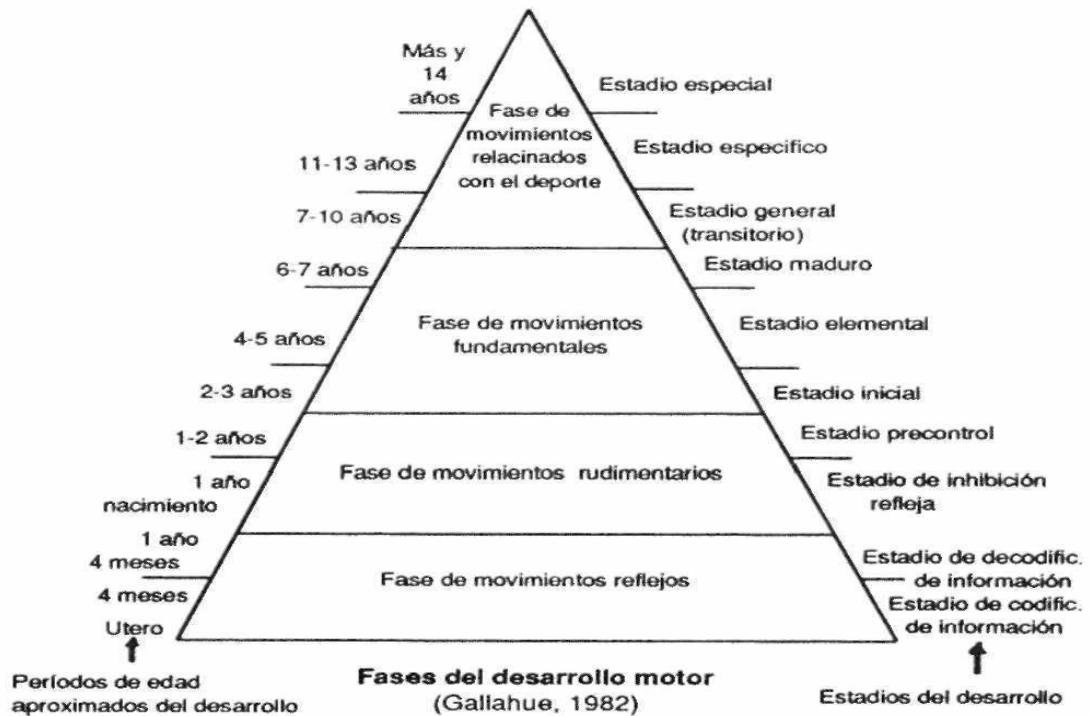 Más y
14
años
Estadio especial
Fase de
movimientos
relacinados
con el deporte
11-13 años
Estadio especifico
7-10 años
Estadio general
(transitorio)
6-7 años
Estadio maduro
Fase de movimientos
fundamentales
4-5 años
Estadio elemental
2-3 años
Estadio inicial
1-2 años
Estadio precontrol
Fase de movimientos rudimentarios
1 año
nacimiento
Estadio de inhibición
refleja
1 año
4 meses
Fase de movimientos reflejos
Estadio de decodific.
de información
4 meses
Utero
Estadio de codific.
de información
Períodos de edad
aproximados del desarrollo
Fases del desarrollo motor
(Gallahue, 1982)
Estadios del desarrollo